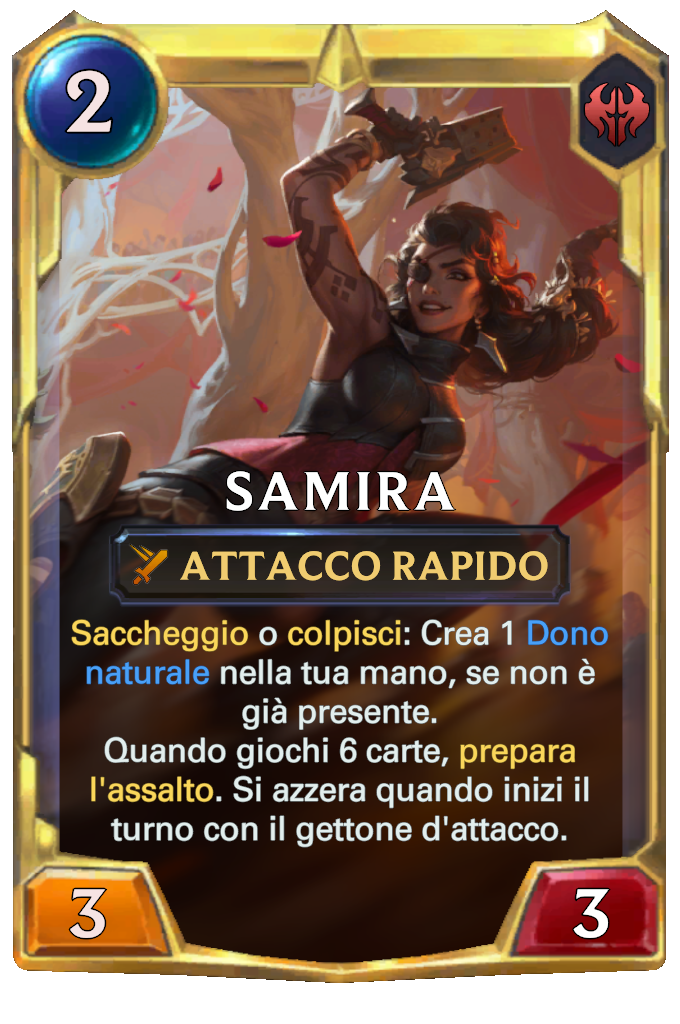 2
SAMIRA
ATTACCO RAPIDO
Saccheggio o colpisci: Crea 1 Dono
naturale nella tua mano, se non è
già presente.
Quando giochi 6 carte, prepara
l'assalto. Si azzera quando inizi il
turno con il gettone d'attacco.
3
3